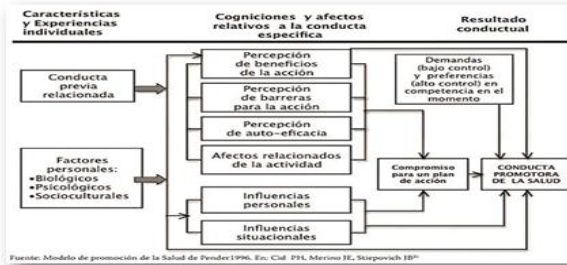 Características
y Experiencias
individuales
Cogniciones y afectos
relativos a la conducta
especifica
Resultado
conductual
Conducta
previa
relacionada
Factores
personales:
•Biológicos
•Psicológicos
•Socioculturales
Percepción
de beneficios
de la acción
Percepción
de barreras
para la acción
Percepción
de auto-eficacia
Afectos relacionados
de la actividad
Influencias
personales
Influencias
situacionales
Demandas
(bajo control)
y preferencias
(alto control) en
competencia en el
momento
Compromiso
para un plan
de acción
CONDUCTA
PROMOTORA
DE LA SALUD
Fuente: Modelo de promoción de la Salud de Pender1996. En: Cid PH, Merino JE, Stiepovich JB